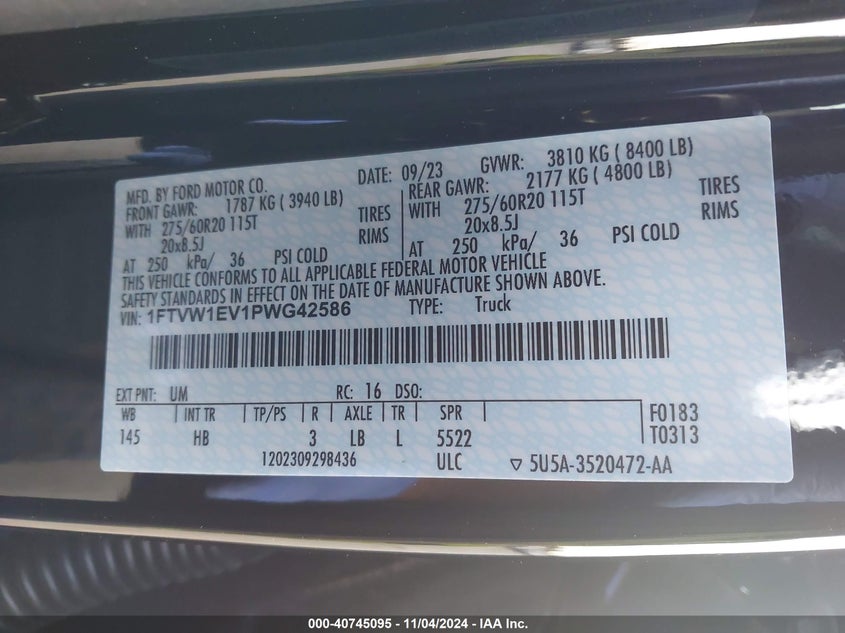 MFD. BY FORD MOTOR CO. DATE: 09/23 GVWR: 3810 KG ( 8400 LB)
FRONT GAWR: 1787 KG ( 3940 LB) REAR GAWR: 2177 KG ( 4800 LB)
WITH 275/60R20 115T TIRES WITH 275/60R20 115T TIRES
20x8.5J RIMS 20x8.5J RIMS
AT 250 kPa/ 36 PSI COLD AT 250 kPa/ 36 PSI COLD
THIS VEHICLE CONFORMS TO ALL APPLICABLE FEDERAL MOTOR VEHICLE
SAFETY STANDARDS IN EFFECT ON THE DATE OF MANUFACTURE SHOWN ABOVE.
VIN: 1FTVW1EV1PWG42586 TYPE: Truck
EXT PNT: UM RC: 16 DSO:
WB INT TR TP/PS R AXLE TR SPR F0183
145 HB 3 LB L 5522 T0313
1202309298436 ULC ▽ 5U5A-3520472-AA
000-40745095 - 11/04/2024 - IAA Inc.